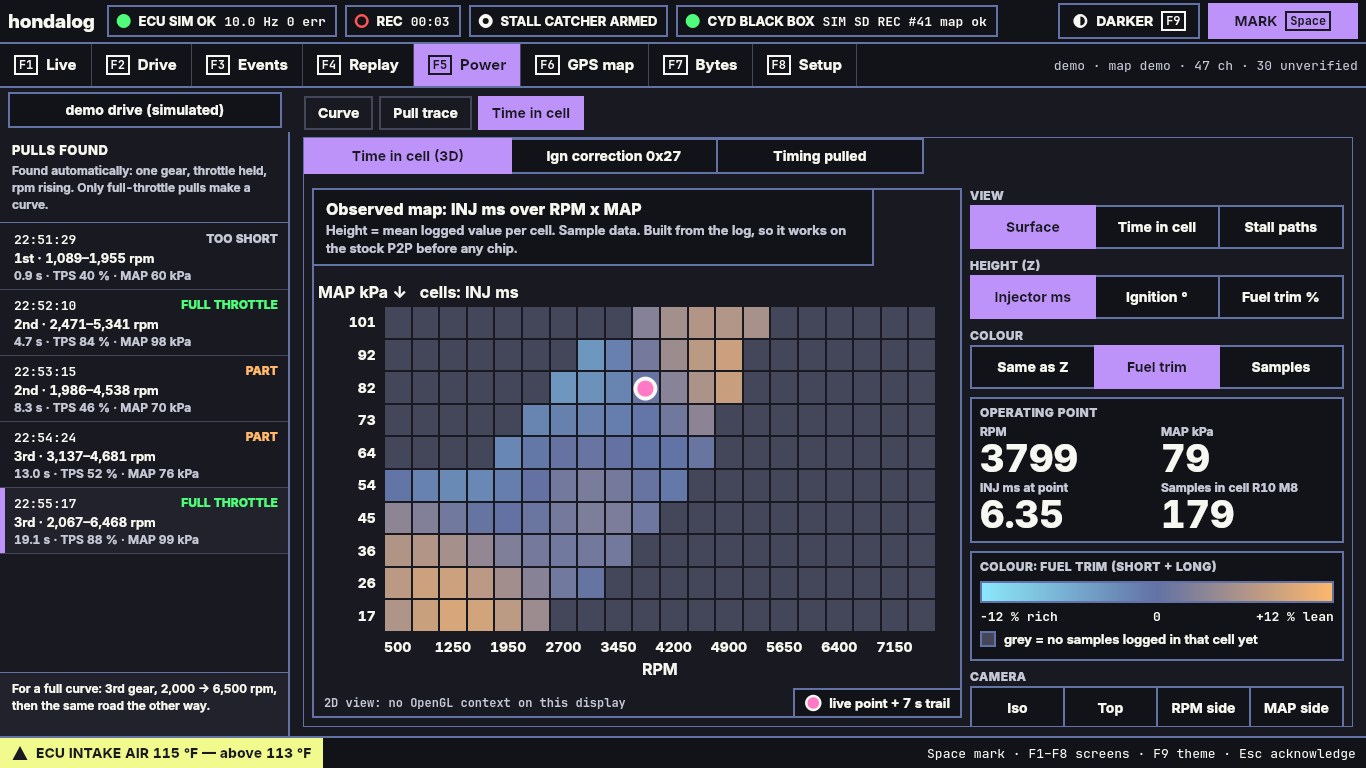 hondalog
ECU SIM OK 10.0 Hz 0 err
REC 00:03
STALL CATCHER ARMED
CYD BLACK BOX SIM SD REC #41 map ok
DARKER F9
MARK Space
F1 Live
F2 Drive
F3 Events
F4 Replay
F5 Power
F6 GPS map
F7 Bytes
F8 Setup
demo · map demo · 47 ch · 30 unverified
demo drive (simulated)
PULLS FOUND
Found automatically: one gear, throttle held,
rpm rising. Only full-throttle pulls make a
curve.
22:51:29 TOO SHORT
1st · 1,089–1,955 rpm
0.9 s · TPS 40 % · MAP 60 kPa
22:52:10 FULL THROTTLE
2nd · 2,471–5,341 rpm
4.7 s · TPS 84 % · MAP 98 kPa
22:53:15 PART
2nd · 1,986–4,538 rpm
8.3 s · TPS 46 % · MAP 70 kPa
22:54:24 PART
3rd · 3,137–4,681 rpm
13.0 s · TPS 52 % · MAP 76 kPa
22:55:17 FULL THROTTLE
3rd · 2,067–6,468 rpm
19.1 s · TPS 88 % · MAP 99 kPa
For a full curve: 3rd gear, 2,000 → 6,500 rpm,
then the same road the other way.
Curve
Pull trace
Time in cell
Time in cell (3D)
Ign correction 0x27
Timing pulled
Observed map: INJ ms over RPM x MAP
Height = mean logged value per cell. Sample data. Built from the log, so it works on
the stock P2P before any chip.
MAP kPa ↓ cells: INJ ms
101
92
82
73
64
54
45
36
26
17
500 1250 1950 2700 3450 4200 4900 5650 6400 7150
RPM
2D view: no OpenGL context on this display
live point + 7 s trail
VIEW
Surface
Time in cell
Stall paths
HEIGHT (Z)
Injector ms
Ignition °
Fuel trim %
COLOUR
Same as Z
Fuel trim
Samples
OPERATING POINT
RPM MAP kPa
3799 79
INJ ms at point Samples in cell R10 M8
6.35 179
COLOUR: FUEL TRIM (SHORT + LONG)
-12 % rich 0 +12 % lean
grey = no samples logged in that cell yet
CAMERA
Iso
Top
RPM side
MAP side
ECU INTAKE AIR 115 °F — above 113 °F
Space mark · F1–F8 screens · F9 theme · Esc acknowledge